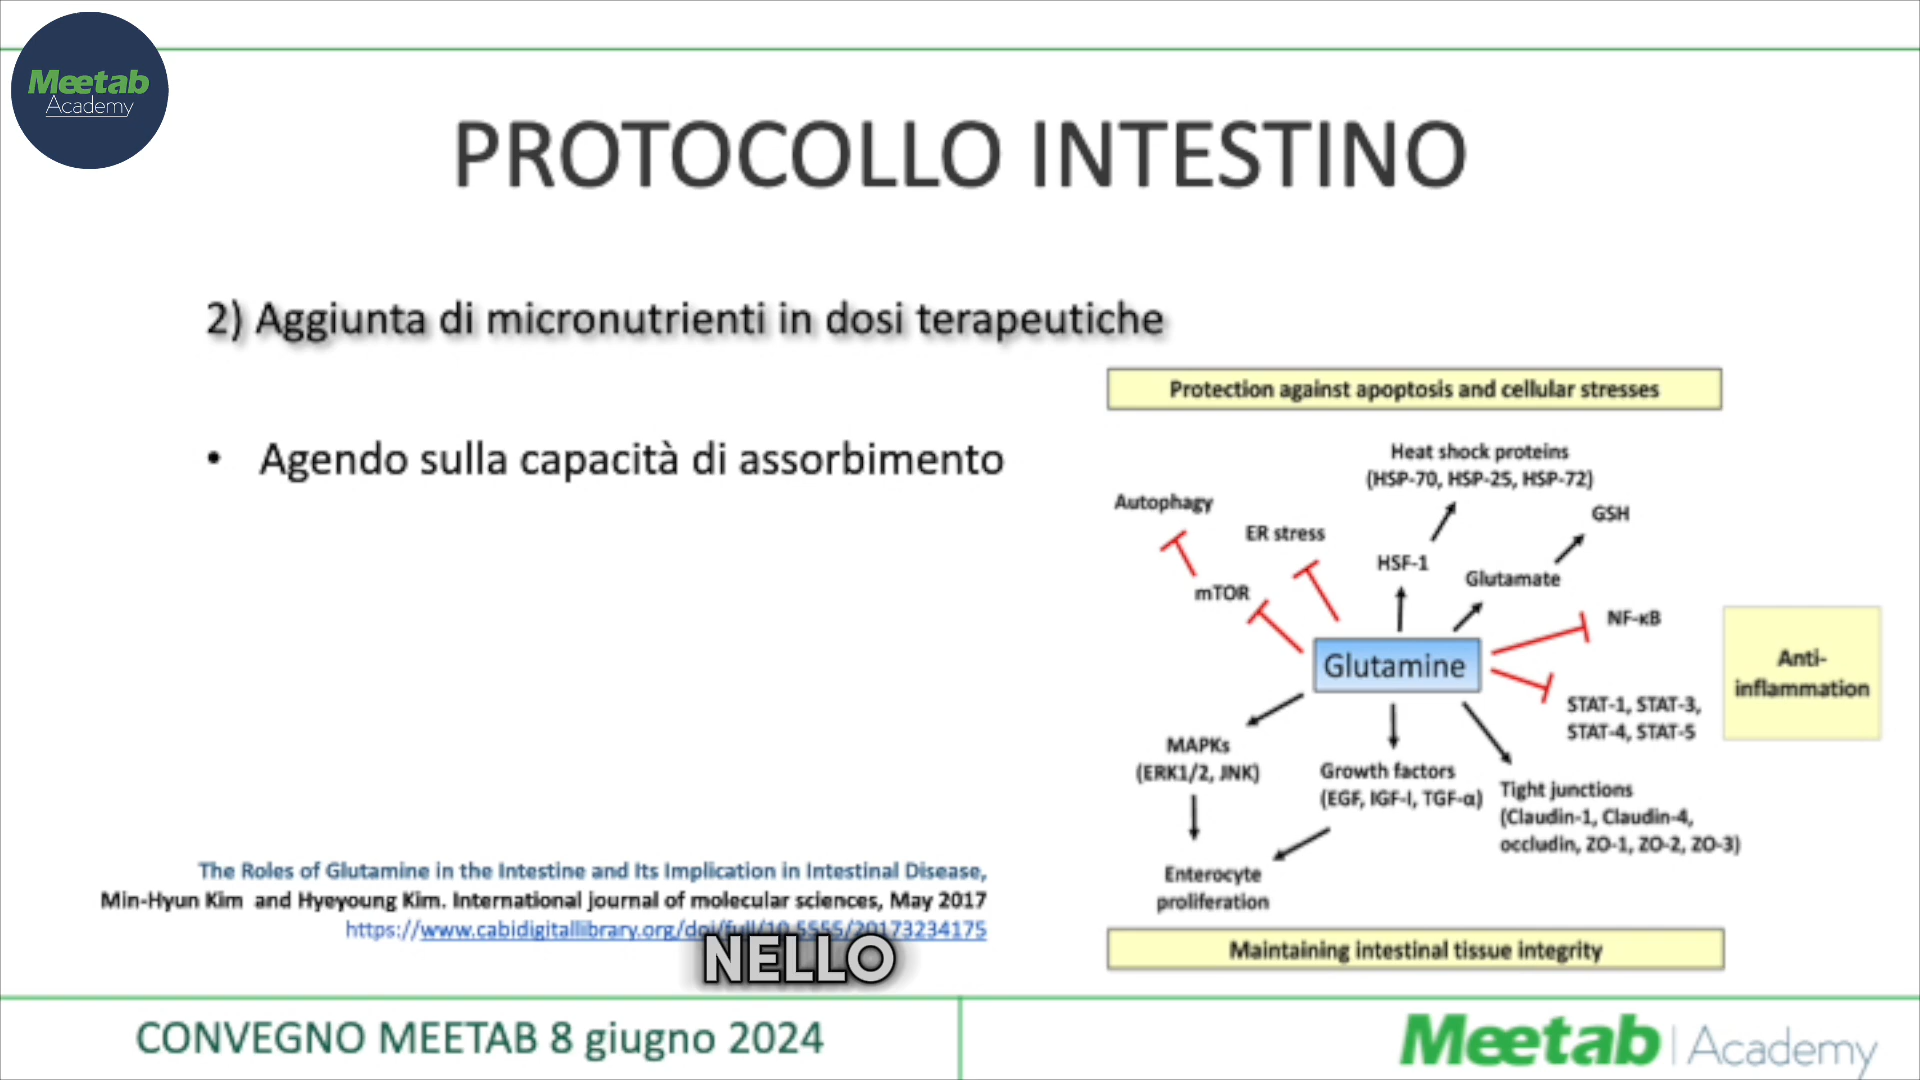 Meetab
Academy
PROTOCOLLO INTESTINO
2) Aggiunta di micronutrienti in dosi terapeutiche
• Agendo sulla capacità di assorbimento
Protection against apoptosis and cellular stresses
Heat shock proteins
(HSP-70, HSP-25, HSP-72)
Autophagy
ER stress
GSH
HSF-1
Glutamate
mTOR
NF-κB
Glutamine
Anti-
inflammation
STAT-1, STAT-3,
STAT-4, STAT-5
MAPKs
(ERK1/2, JNK)
Growth factors
(EGF, IGF-I, TGF-α)
Tight junctions
(Claudin-1, Claudin-4,
occludin, ZO-1, ZO-2, ZO-3)
Enterocyte
proliferation
Maintaining intestinal tissue integrity
The Roles of Glutamine in the Intestine and Its Implication in Intestinal Disease,
Min-Hyun Kim and Hyeyoung Kim. International journal of molecular sciences, May 2017
https://www.cabidigitallibrary.org/doi/full/10.5555/20173234175
NELLO
CONVEGNO MEETAB 8 giugno 2024
Meetab | Academy